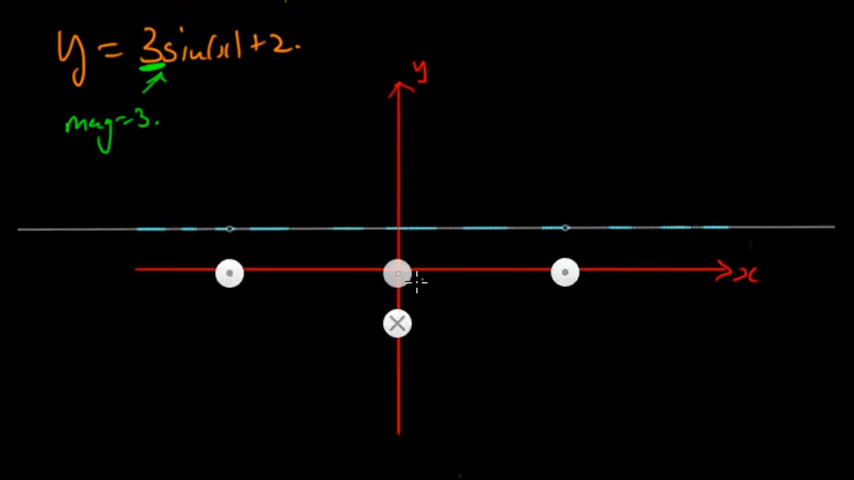 y = 3sin(x)+2.
mag=3.
y
x